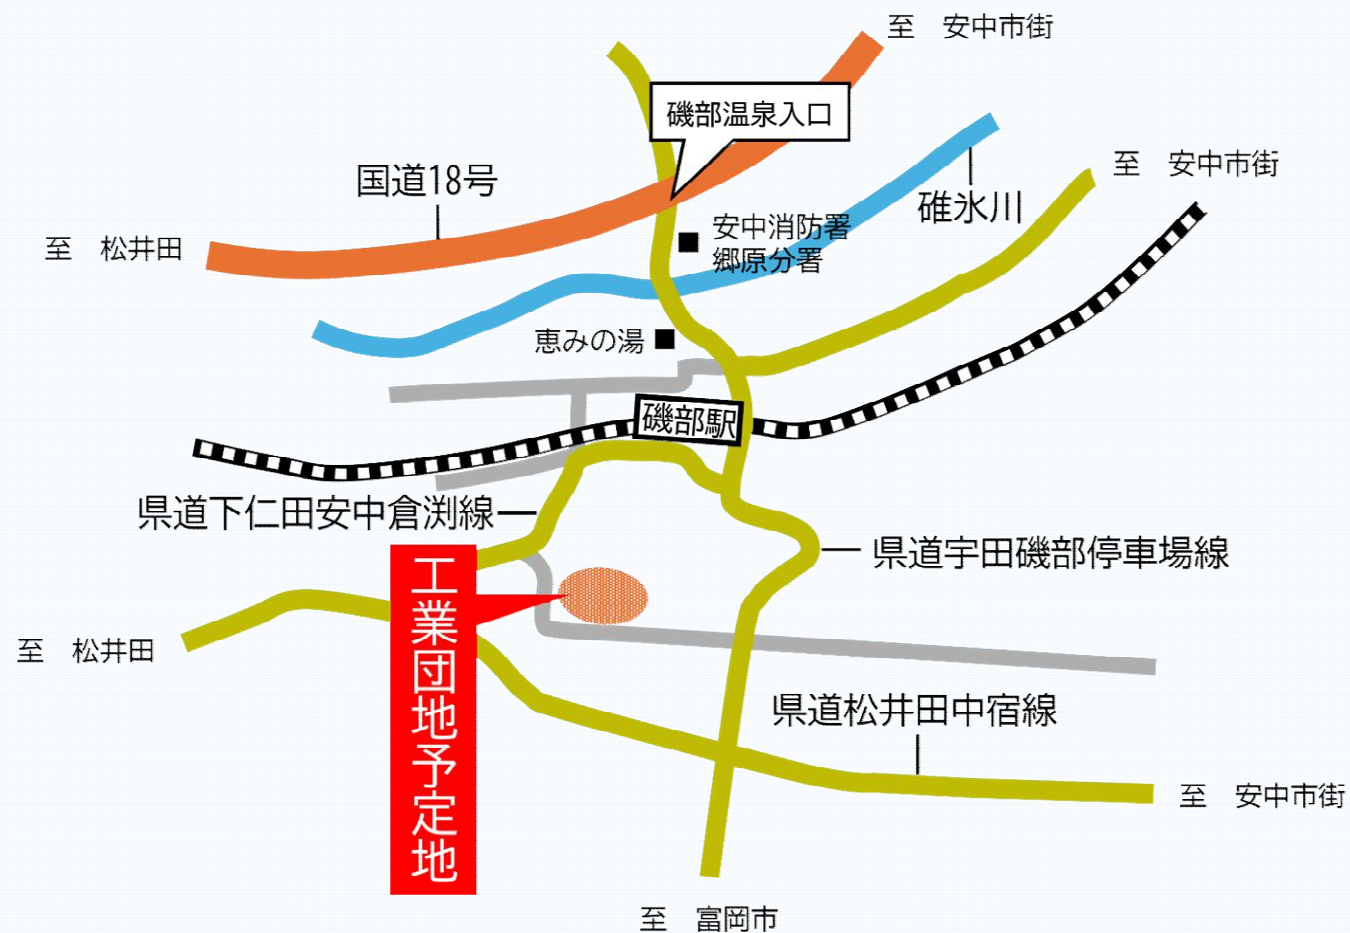 至　安中市街
磯部温泉入口
国道18号
至　安中市街
碓氷川
至　松井田
安中消防署
郷原分署
恵みの湯
磯部駅
県道下仁田安中倉渕線
県道宇田磯部停車場線
工業団地予定地
至　松井田
県道松井田中宿線
至　安中市街
至　富岡市